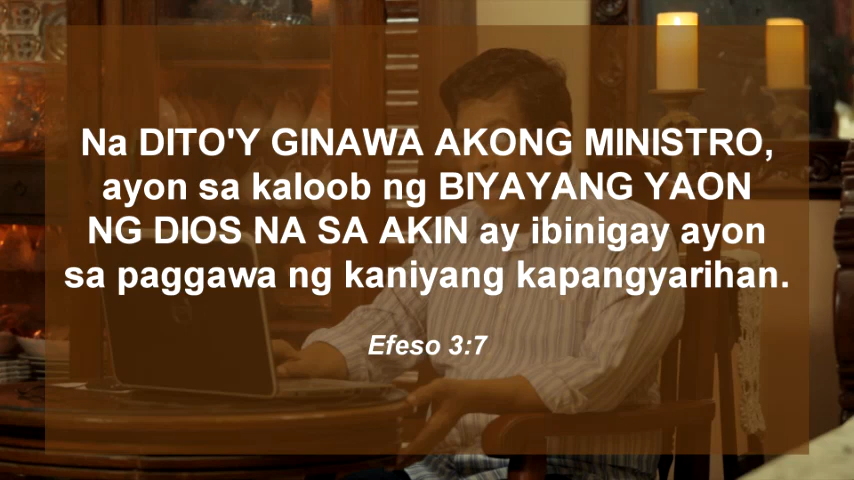 Na DITO'Y GINAWA AKONG MINISTRO,
ayon sa kaloob ng BIYAYANG YAON
NG DIOS NA SA AKIN ay ibinigay ayon
sa paggawa ng kaniyang kapangyarihan.
Efeso 3:7